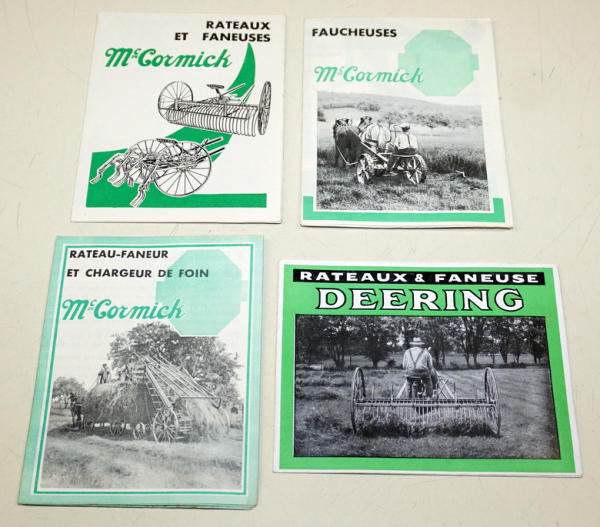 RATEAUX
ET FANEUSES
McCormick
FAUCHEUSES
McCormick
RATEAU-FANEUR
ET CHARGEUR DE FOIN
McCormick
RATEAUX & FANEUSE
DEERING